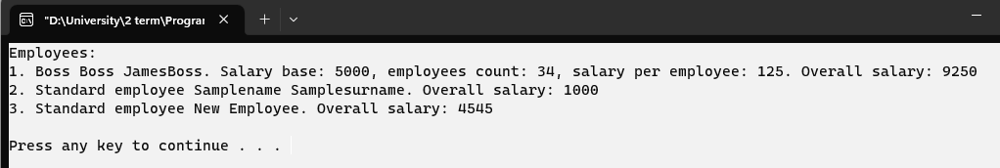 "D:\University\2 term\Program
Employees:
1. Boss Boss JamesBoss. Salary base: 5000, employees count: 34, salary per employee: 125. Overall salary: 9250
2. Standard employee Samplename Samplesurname. Overall salary: 1000
3. Standard employee New Employee. Overall salary: 4545
Press any key to continue . . .